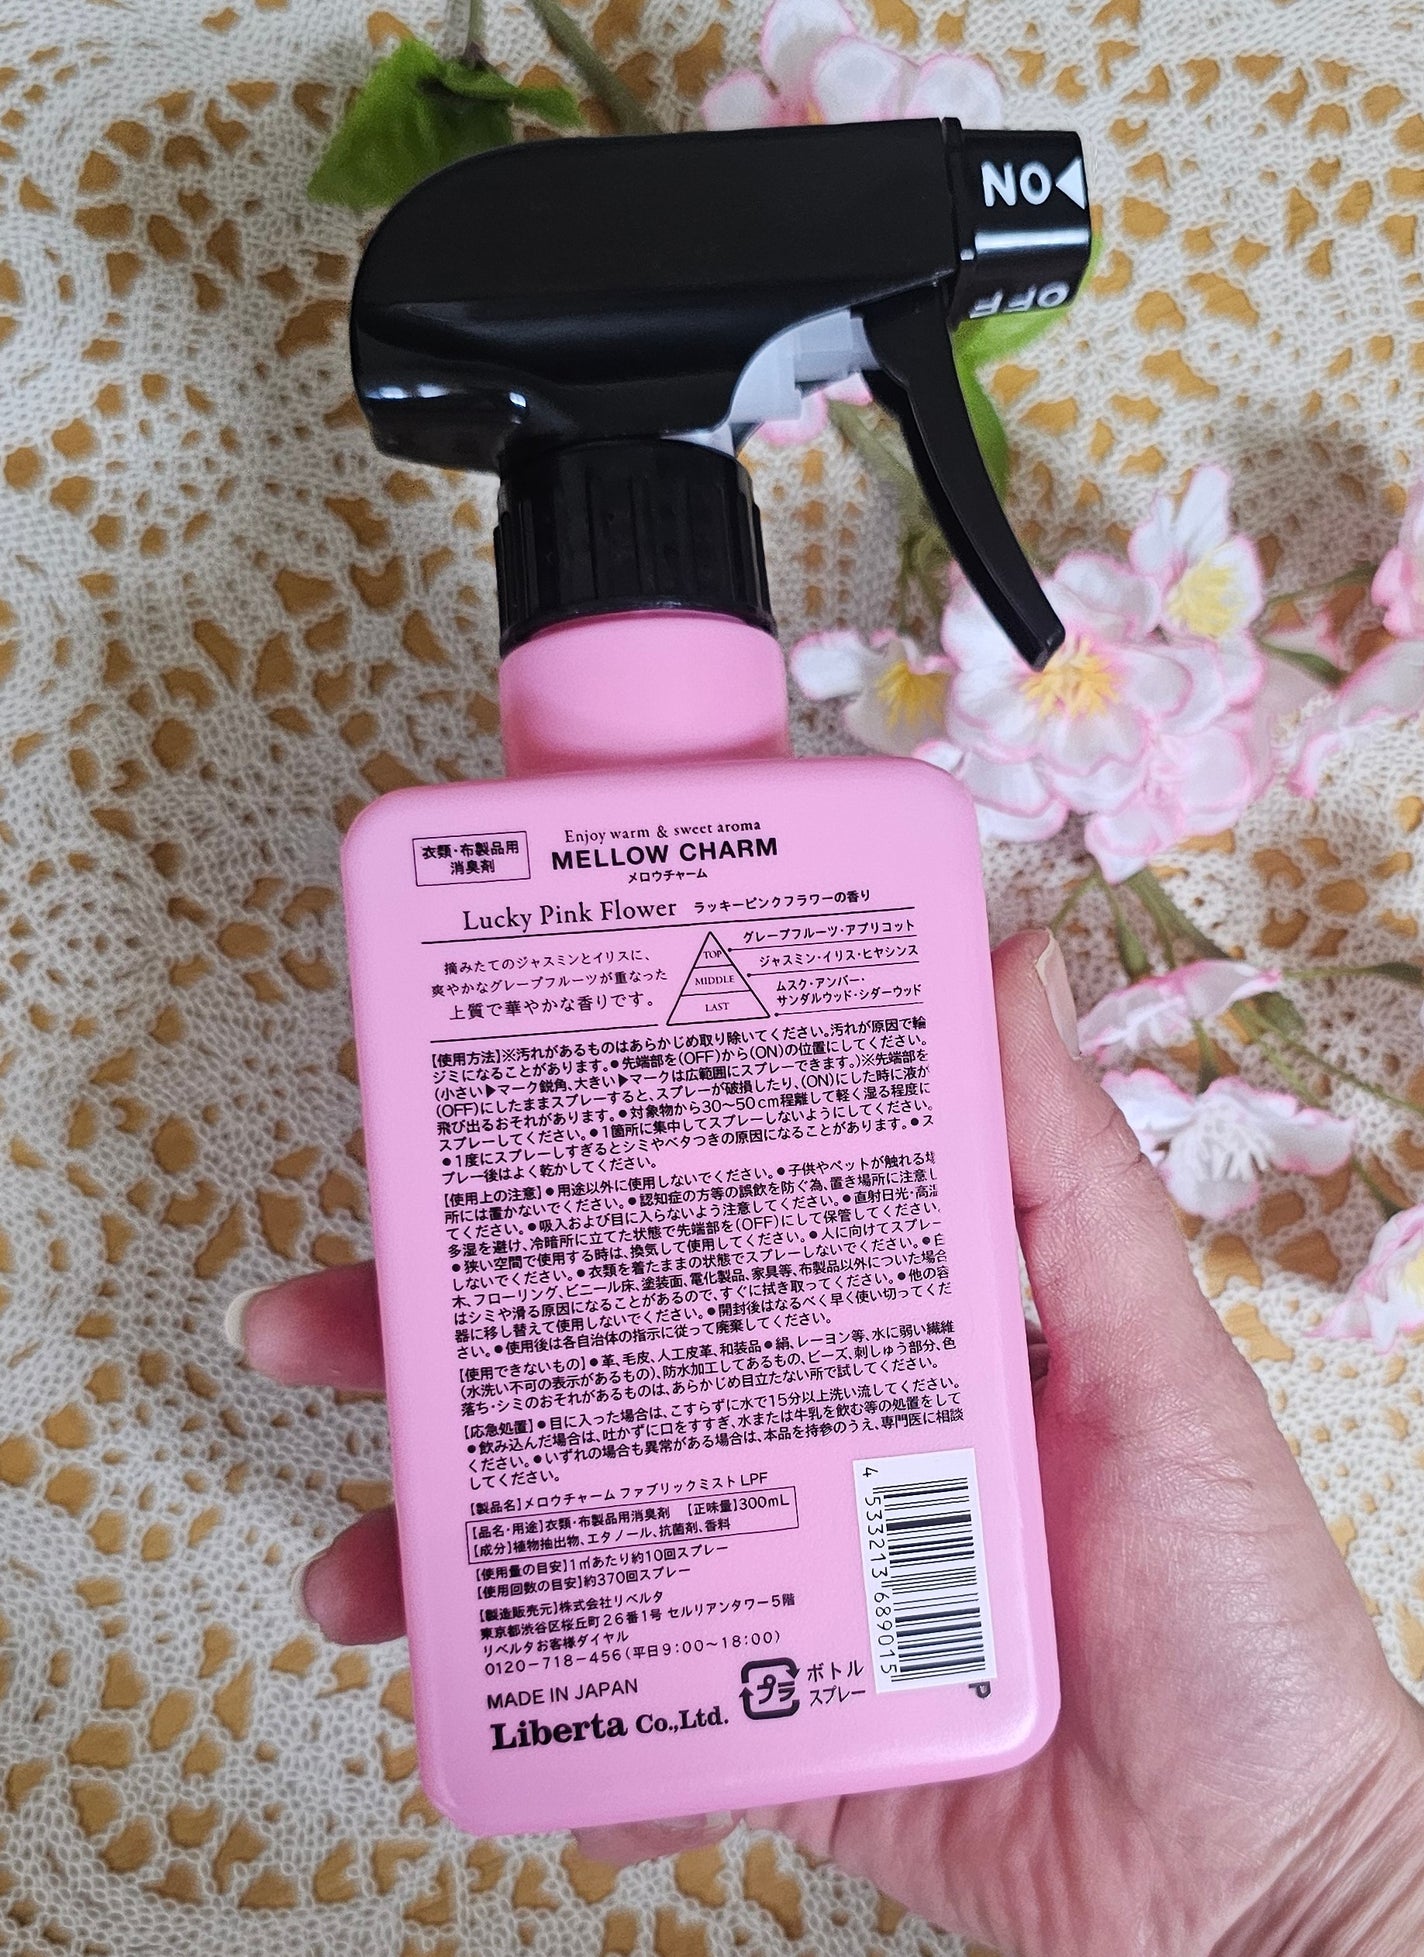 ON
OFF
衣類・布製品用
消臭剤
Enjoy warm & sweet aroma
MELLOW CHARM
メロウチャーム
Lucky Pink Flower ラッキーピンクフラワーの香り
摘みたてのジャスミンとイリスに、
爽やかなグレープフルーツが重なった
上質で華やかな香りです。
TOP
グレープフルーツ・アプリコット
MIDDLE
ジャスミン・イリス・ヒヤシンス
LAST
ムスク・アンバー・
サンダルウッド・シダーウッド
【使用方法】※汚れがあるものはあらかじめ取り除いてください。汚れが原因で輪
ジミになることがあります。●先端部を(OFF)から(ON)の位置にしてください。
(小さい▶マーク鋭角、大きい▶マークは広範囲にスプレーできます。)※先端部を
(OFF)にしたままスプレーすると、スプレーが破損したり、(ON)にした時に液が
飛び出るおそれがあります。●対象物から30〜50cm程離して軽く湿る程度に
スプレーしてください。●1箇所に集中してスプレーしないようにしてください。
●1度にスプレーしすぎるとシミやベタつきの原因になることがあります。●ス
プレー後はよく乾かしてください。
【使用上の注意】●用途以外に使用しないでください。●子供やペットが触れる場
所には置かないでください。●認知症の方等の誤飲を防ぐ為、置き場所に注意し
てください。●吸入および目に入らないよう注意してください。●直射日光・高温
多湿を避け、冷暗所に立てた状態で先端部を(OFF)にして保管してください。
●狭い空間で使用する時は、換気して使用してください。●人に向けてスプレー
しないでください。●衣類を着たままの状態でスプレーしないでください。●白
木、フローリング、ビニール床、塗装面、電化製品、家具等、布製品以外についた場合
はシミや滑る原因になることがあるので、すぐに拭き取ってください。●他の容
器に移し替えて使用しないでください。●開封後はなるべく早く使い切ってくだ
さい。●使用後は各自治体の指示に従って廃棄してください。
【使用できないもの】●革、毛皮、人工皮革、和装品●絹、レーヨン等、水に弱い繊維
(水洗い不可の表示があるもの)、防水加工してあるもの、ビーズ、刺しゅう部分、色
落ち・シミのおそれがあるものは、あらかじめ目立たない所で試してください。
【応急処置】●目に入った場合は、こすらずに水で15分以上洗い流してください。
●飲み込んだ場合は、吐かずに口をすすぎ、水または牛乳を飲む等の処置をして
ください。●いずれの場合も異常がある場合は、本品を持参のうえ、専門医に相談
してください。
【製品名】メロウチャーム ファブリックミスト LPF
【品名・用途】衣類・布製品用消臭剤 【正味量】300mL
【成分】植物抽出物、エタノール、抗菌剤、香料
【使用量の目安】1㎡あたり約10回スプレー
【使用回数の目安】約370回スプレー
【製造販売元】株式会社リベルタ
東京都渋谷区桜丘町26番1号 セルリアンタワー5階
リベルタお客様ダイヤル
0120-718-456(平日9:00〜18:00)
MADE IN JAPAN
Liberta Co.,Ltd.
プラ
ボトル
スプレー
4 533213 689015
P